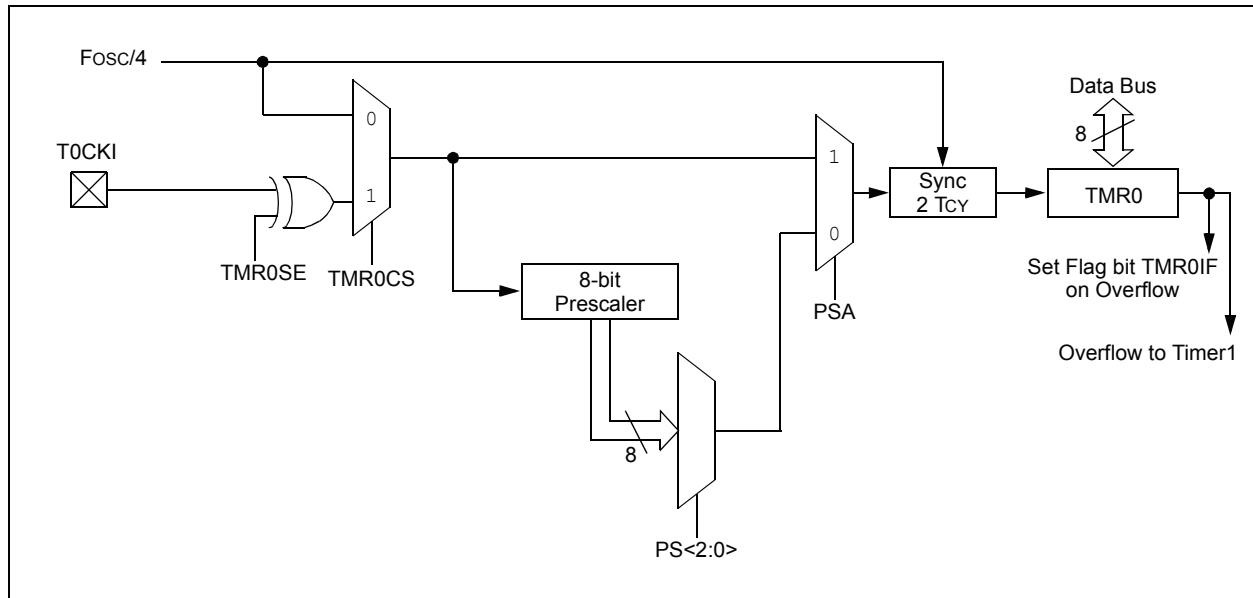 FOSC/4
Data Bus
0
8
T0CKI
1
1
Sync
2 TCY
TMR0
0
TMR0SE
TMR0CS
8-bit
Prescaler
PSA
Set Flag bit TMR0IF
on Overflow
Overflow to Timer1
8
PS<2:0>